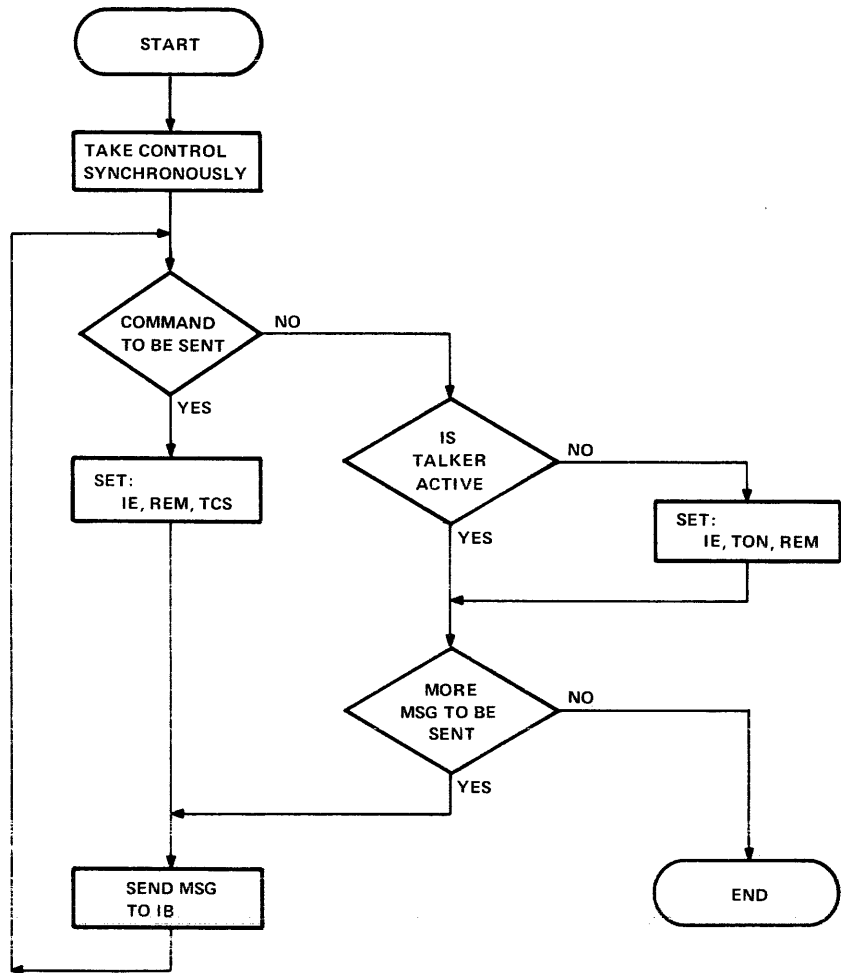 START
TAKE CONTROL
SYNCHRONOUSLY
COMMAND
TO BE SENT
NO
YES
IS
TALKER
ACTIVE
NO
YES
SET:
IE, REM, TCS
SET:
IE, TON, REM
MORE
MSG TO BE
SENT
NO
YES
SEND MSG
TO IB
END